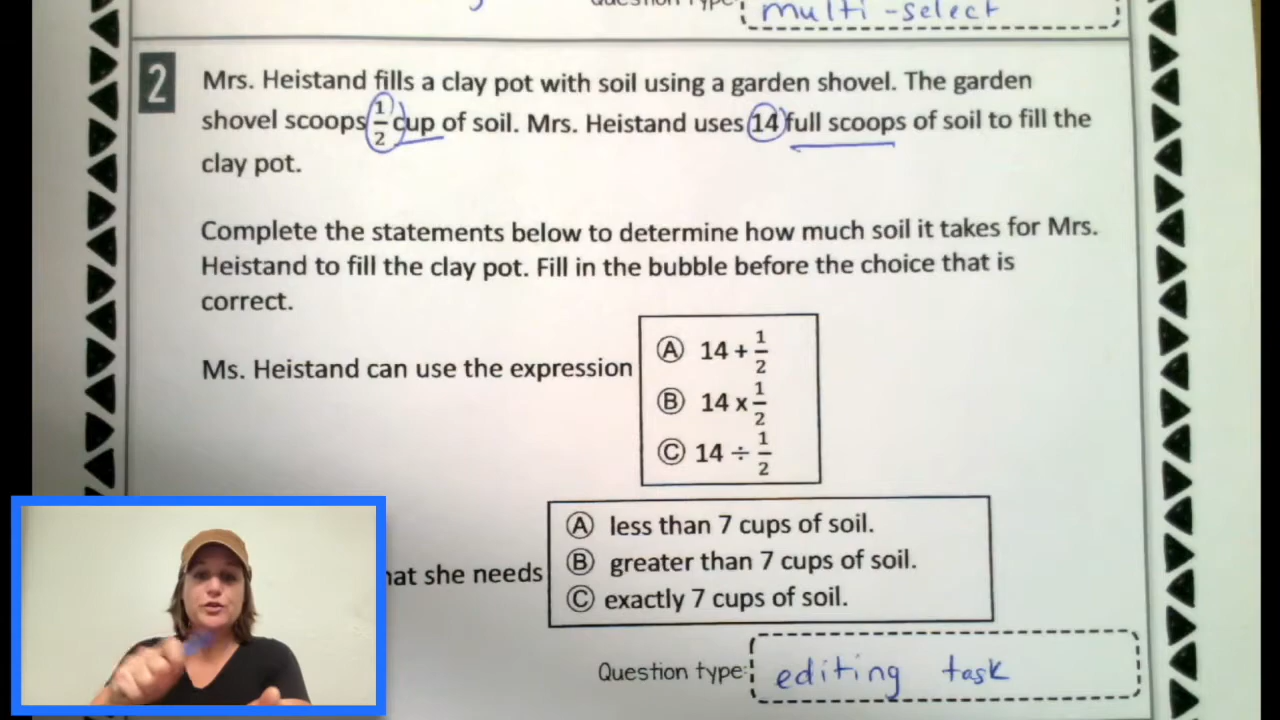 multi-select
2
Mrs. Heistand fills a clay pot with soil using a garden shovel. The garden
shovel scoops 1/2 cup of soil. Mrs. Heistand uses 14 full scoops of soil to fill the
clay pot.
Complete the statements below to determine how much soil it takes for Mrs.
Heistand to fill the clay pot. Fill in the bubble before the choice that is
correct.
Ms. Heistand can use the expression
Ⓐ 14 + 1/2
Ⓑ 14 x 1/2
Ⓒ 14 ÷ 1/2
she needs
Ⓐ less than 7 cups of soil.
Ⓑ greater than 7 cups of soil.
Ⓒ exactly 7 cups of soil.
Question type: editing task